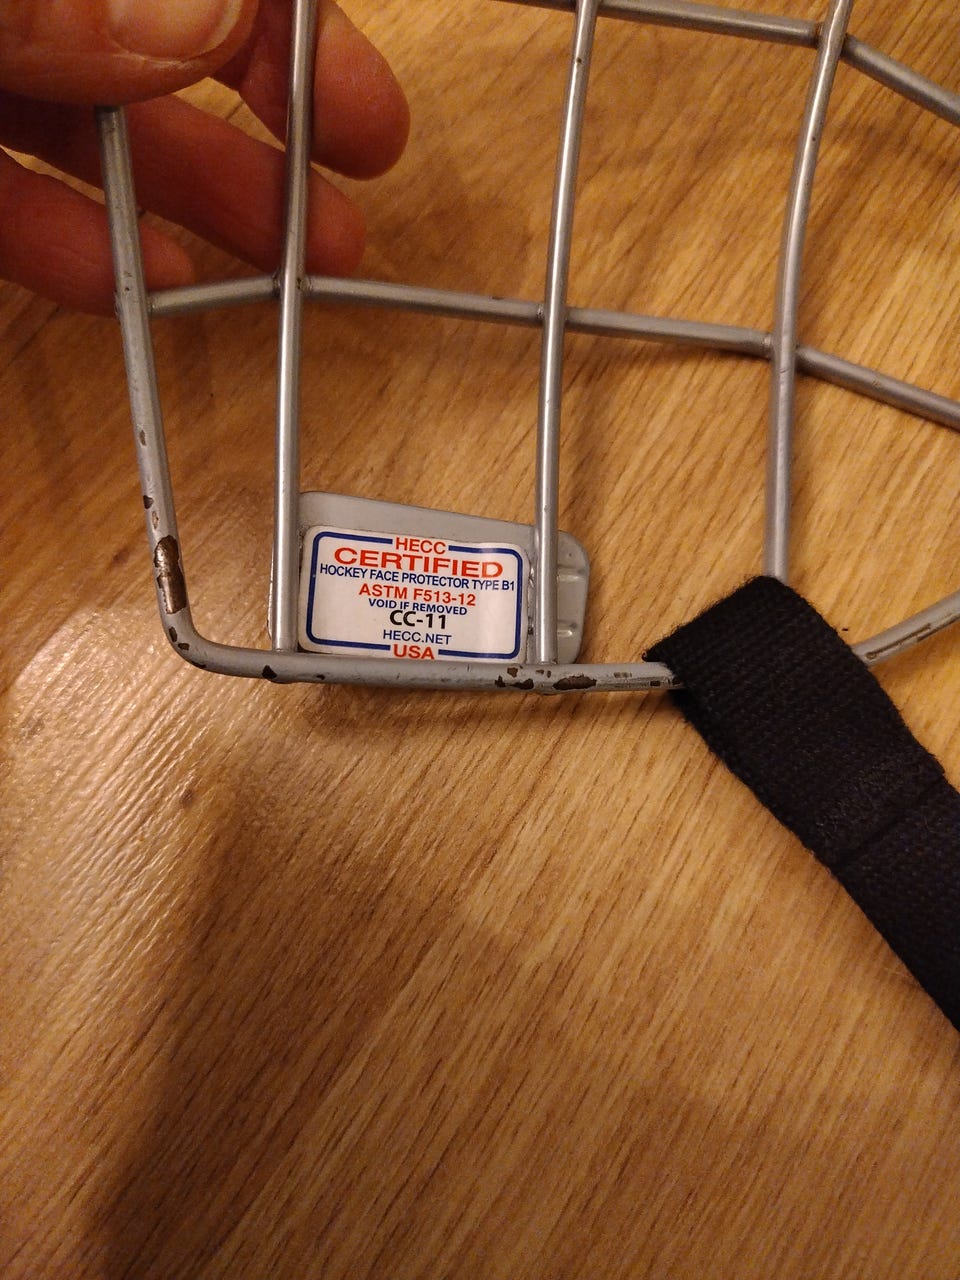 HECC
CERTIFIED
HOCKEY FACE PROTECTOR TYPE B1
ASTM F513-12
VOID IF REMOVED
CC-11
HECC.NET
USA